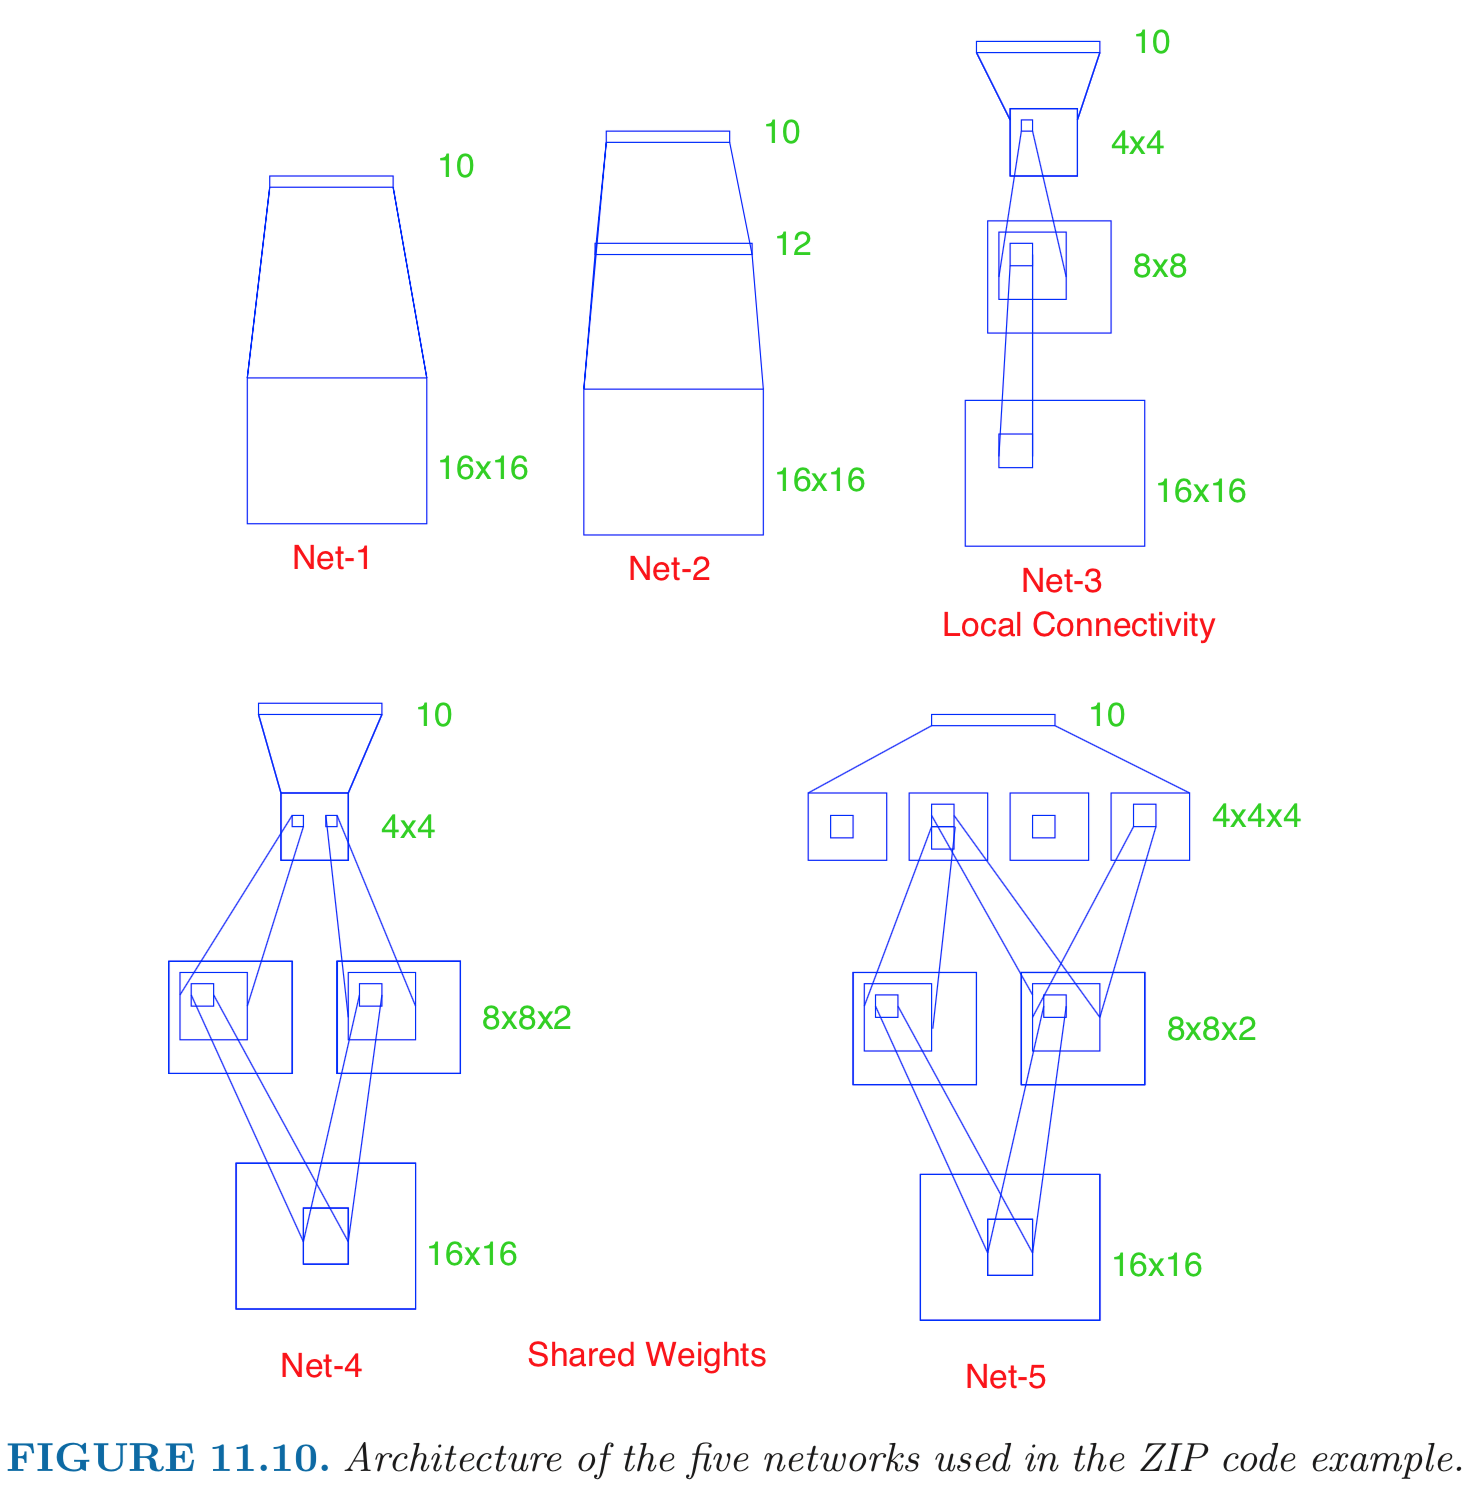 10
16x16
Net-1
10
12
16x16
Net-2
10
4x4
8x8
16x16
Net-3
Local Connectivity
10
4x4
8x8x2
16x16
Net-4
Shared Weights
10
4x4x4
8x8x2
16x16
Net-5
FIGURE 11.10. Architecture of the five networks used in the ZIP code example.